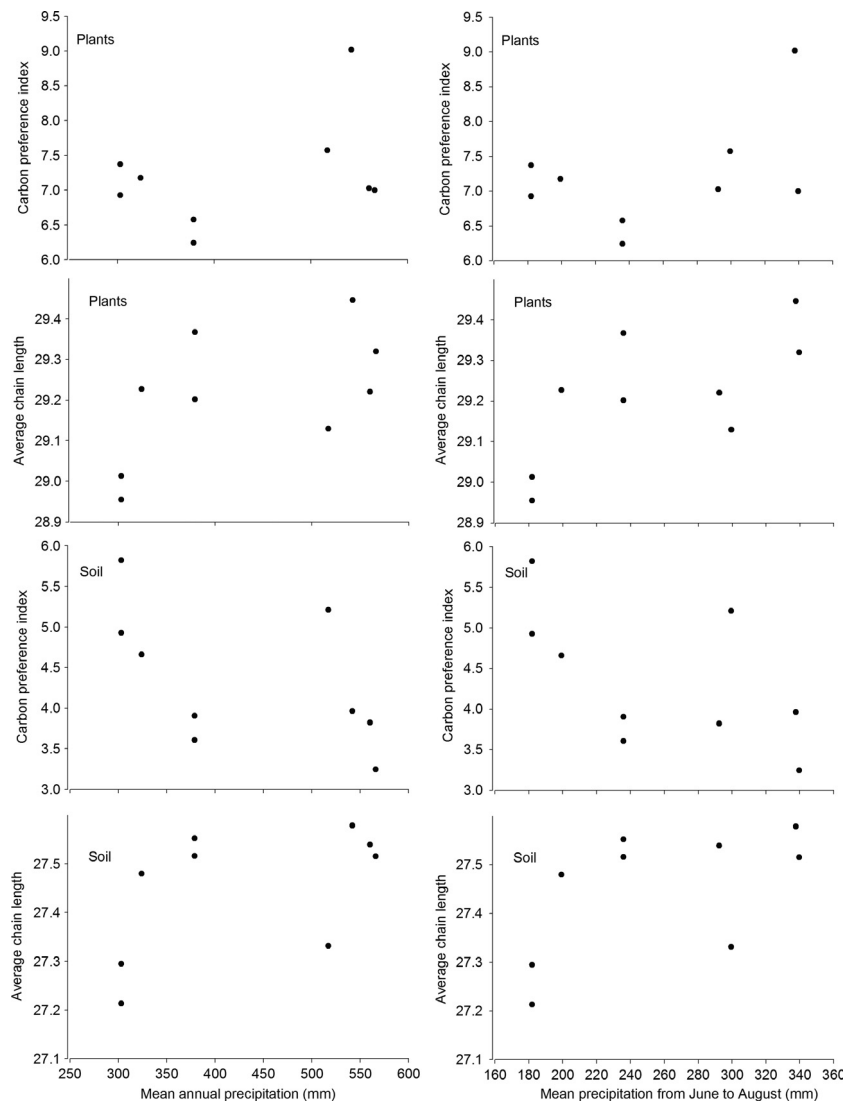 9.5
9.0
8.5
8.0
7.5
7.0
6.5
6.0
Carbon preference index
Plants
9.5
9.0
8.5
8.0
7.5
7.0
6.5
6.0
Carbon preference index
Plants
29.4
29.3
29.2
29.1
29.0
28.9
Average chain length
Plants
29.4
29.3
29.2
29.1
29.0
28.9
Average chain length
Plants
6.0
5.5
5.0
4.5
4.0
3.5
3.0
Carbon preference index
Soil
6.0
5.5
5.0
4.5
4.0
3.5
3.0
Carbon preference index
Soil
27.5
27.4
27.3
27.2
27.1
Average chain length
Soil
250 300 350 400 450 500 550 600
Mean annual precipitation (mm)
27.5
27.4
27.3
27.2
27.1
Average chain length
Soil
160 180 200 220 240 260 280 300 320 340 360
Mean precipitation from June to August (mm)